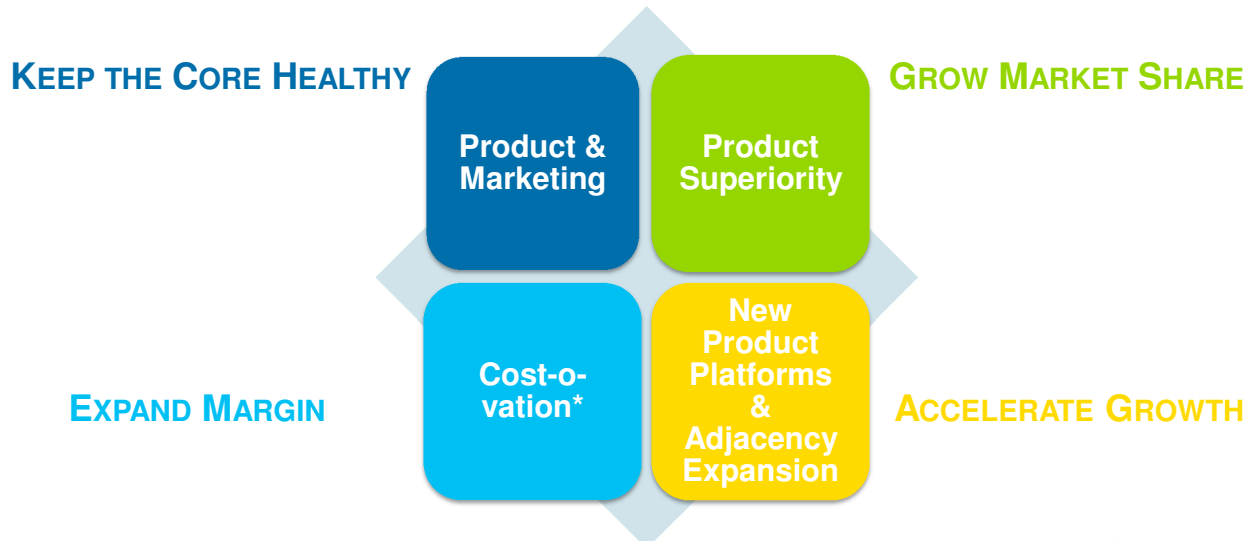 KEEP THE CORE HEALTHY
GROW MARKET SHARE
Product &
Marketing
Product
Superiority
Cost-o-
vation*
New
Product
Platforms
&
Adjacency
Expansion
EXPAND MARGIN
ACCELERATE GROWTH